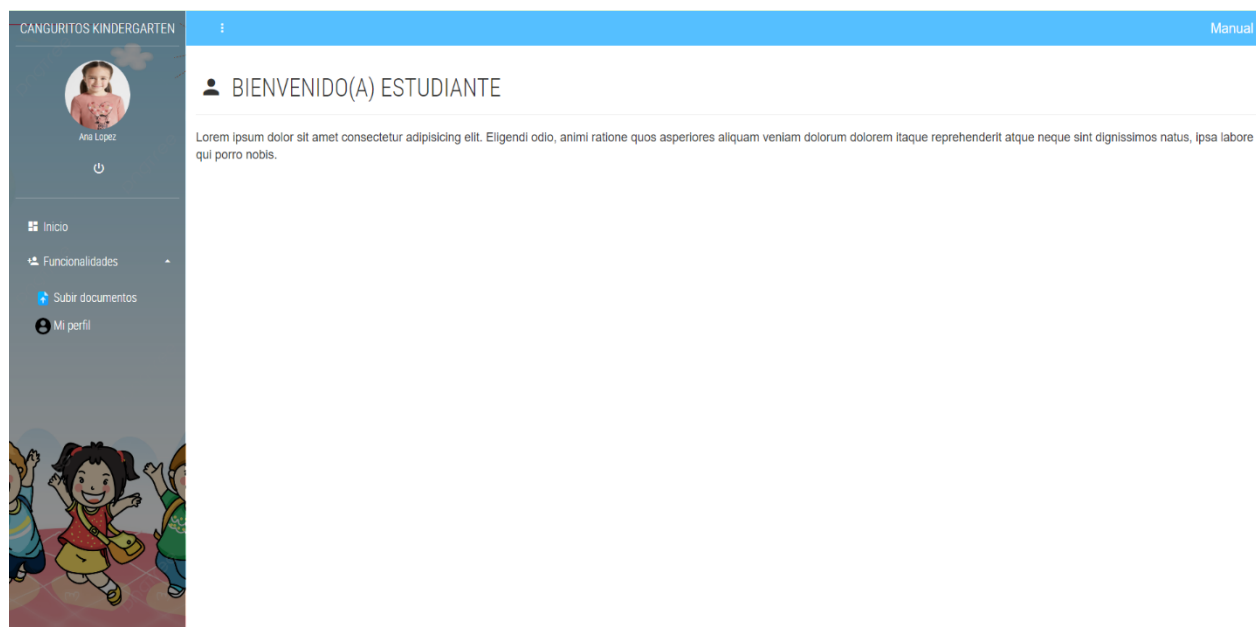 CANGURITOS KINDERGARTEN
Manual
Ana Lopez
Inicio
Funcionalidades
Subir documentos
Mi perfil
BIENVENIDO(A) ESTUDIANTE
Lorem ipsum dolor sit amet consectetur adipisicing elit. Eligendi odio, animi ratione quos asperiores aliquam veniam dolorum dolorem itaque reprehenderit atque neque sint dignissimos natus, ipsa labore
qui porro nobis.